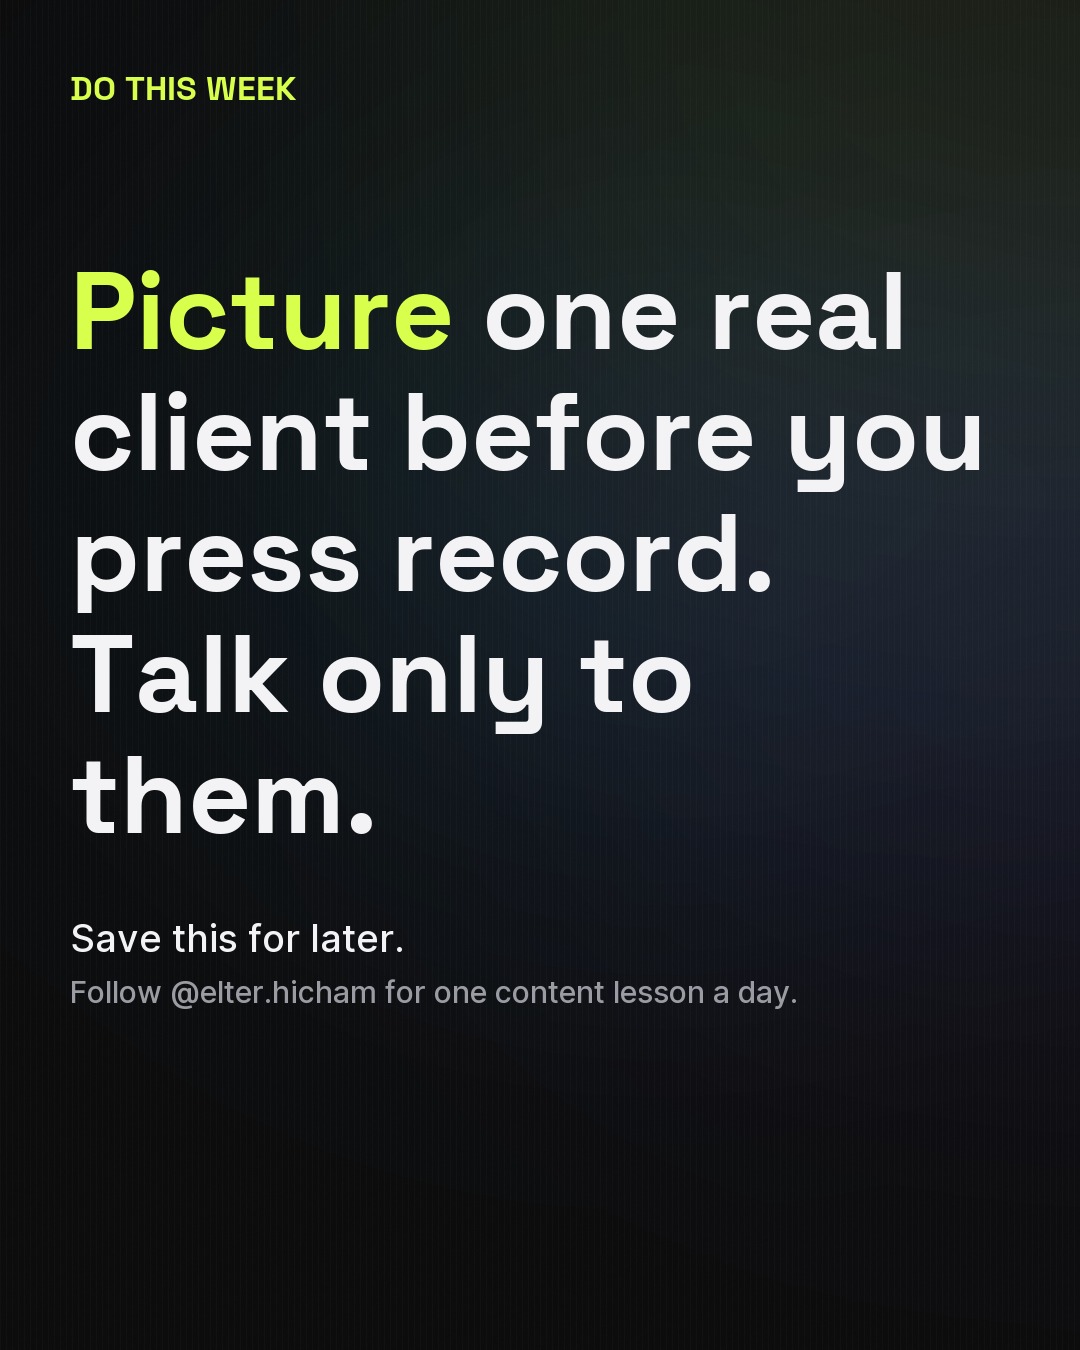 DO THIS WEEK
Picture one real
client before you
press record.
Talk only to
them.
Save this for later.
Follow @elter.hicham for one content lesson a day.